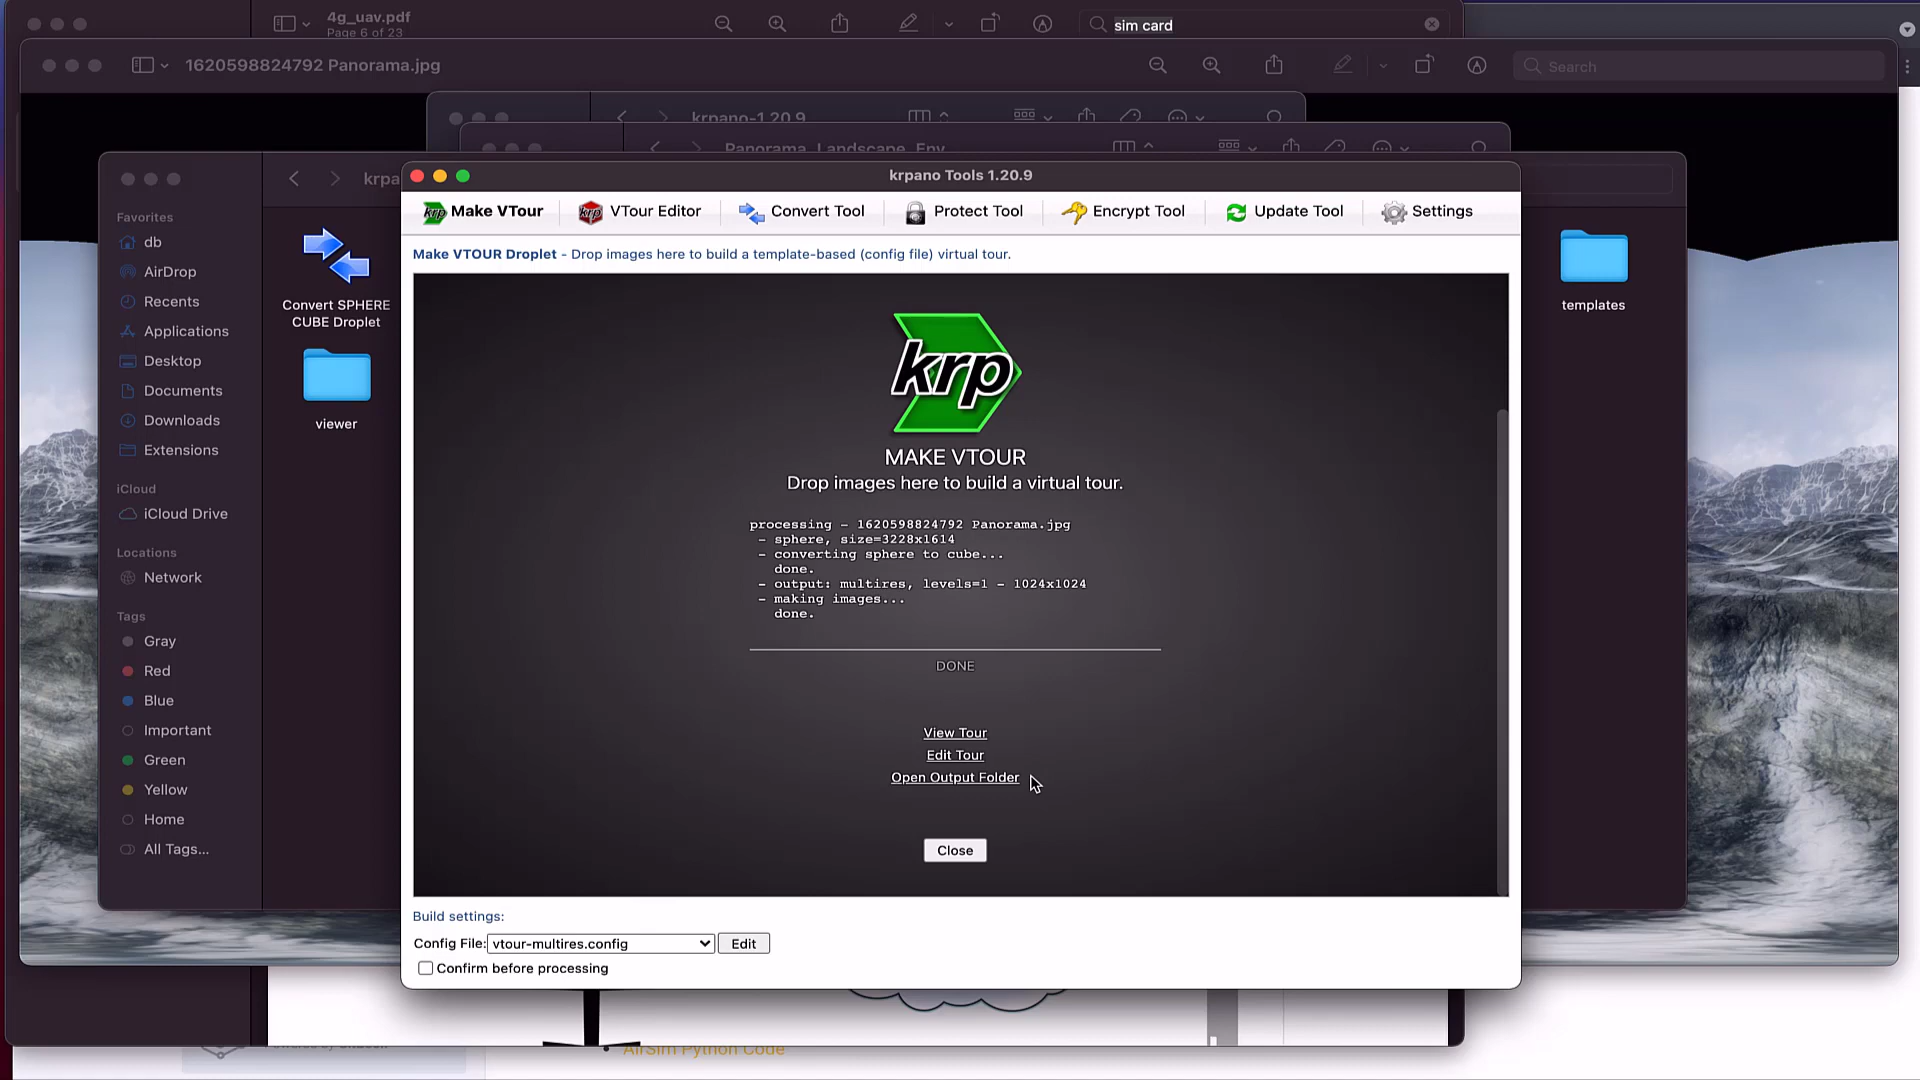 4g_uav.pdf
Page 6 of 23
sim card
1620598824792 Panorama.jpg
Search
krpano-1.20.9
Panorama_Landscape_Env
krpa
krpano Tools 1.20.9
Make VTour
VTour Editor
Convert Tool
Protect Tool
Encrypt Tool
Update Tool
Settings
Make VTOUR Droplet - Drop images here to build a template-based (config file) virtual tour.
Favorites
db
AirDrop
Recents
Applications
Desktop
Documents
Downloads
Extensions
iCloud
iCloud Drive
Locations
Network
Tags
Gray
Red
Blue
Important
Green
Yellow
Home
All Tags...
Convert SPHERE
CUBE Droplet
viewer
templates
krp
MAKE VTOUR
Drop images here to build a virtual tour.
processing - 1620598824792 Panorama.jpg
- sphere, size=3228x1614
- converting sphere to cube...
done.
- output: multires, levels=1 - 1024x1024
- making images...
done.
DONE
View Tour
Edit Tour
Open Output Folder
Close
Build settings:
Config File: vtour-multires.config
Edit
Confirm before processing
AirSim Python Code